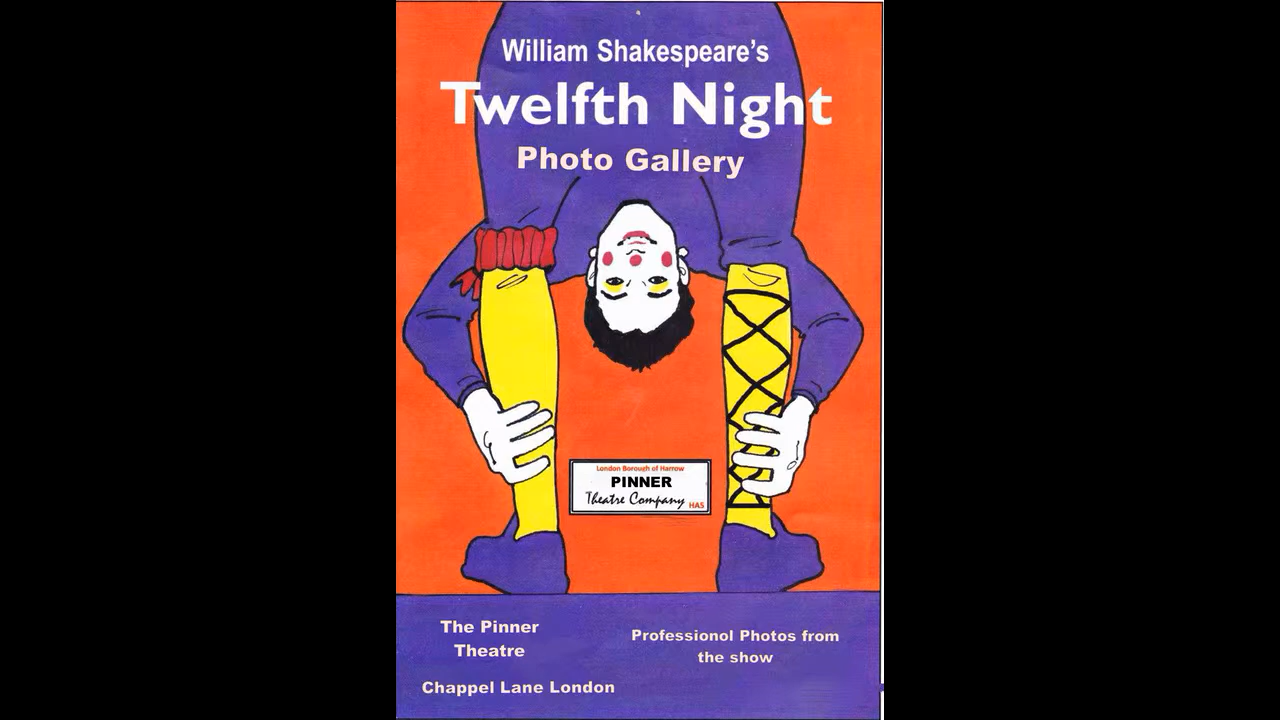 William Shakespeare's
Twelfth Night
Photo Gallery
London Borough of Harrow
PINNER
Theatre Company
HA5
The Pinner
Theatre
Chappel Lane London
Professionol Photos from
the show